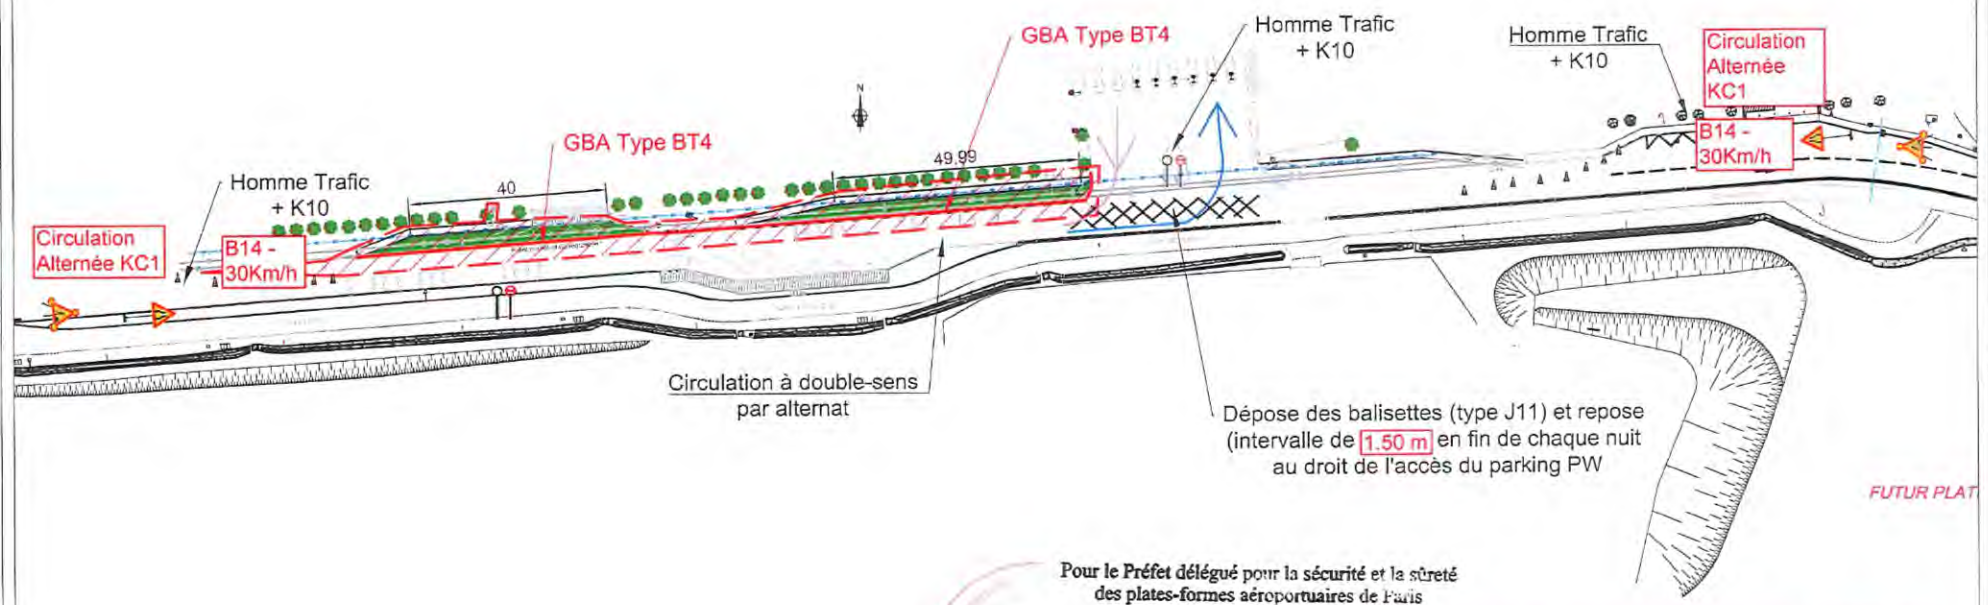 GBA Type BT4
Homme Trafic
+ K10
Homme Trafic
+ K10
Circulation
Alternée
KC1
N
GBA Type BT4
B14 -
30Km/h
49,99
40
Homme Trafic
+ K10
Circulation
Alternée KC1
B14 -
30Km/h
Circulation à double-sens
par alternat
Dépose des balisettes (type J11) et repose
(intervalle de 1.50 m en fin de chaque nuit
au droit de l'accès du parking PW
FUTUR PLAT
Pour le Préfet délégué pour la sécurité et la sûreté
des plates-formes aéroportuaires de Paris